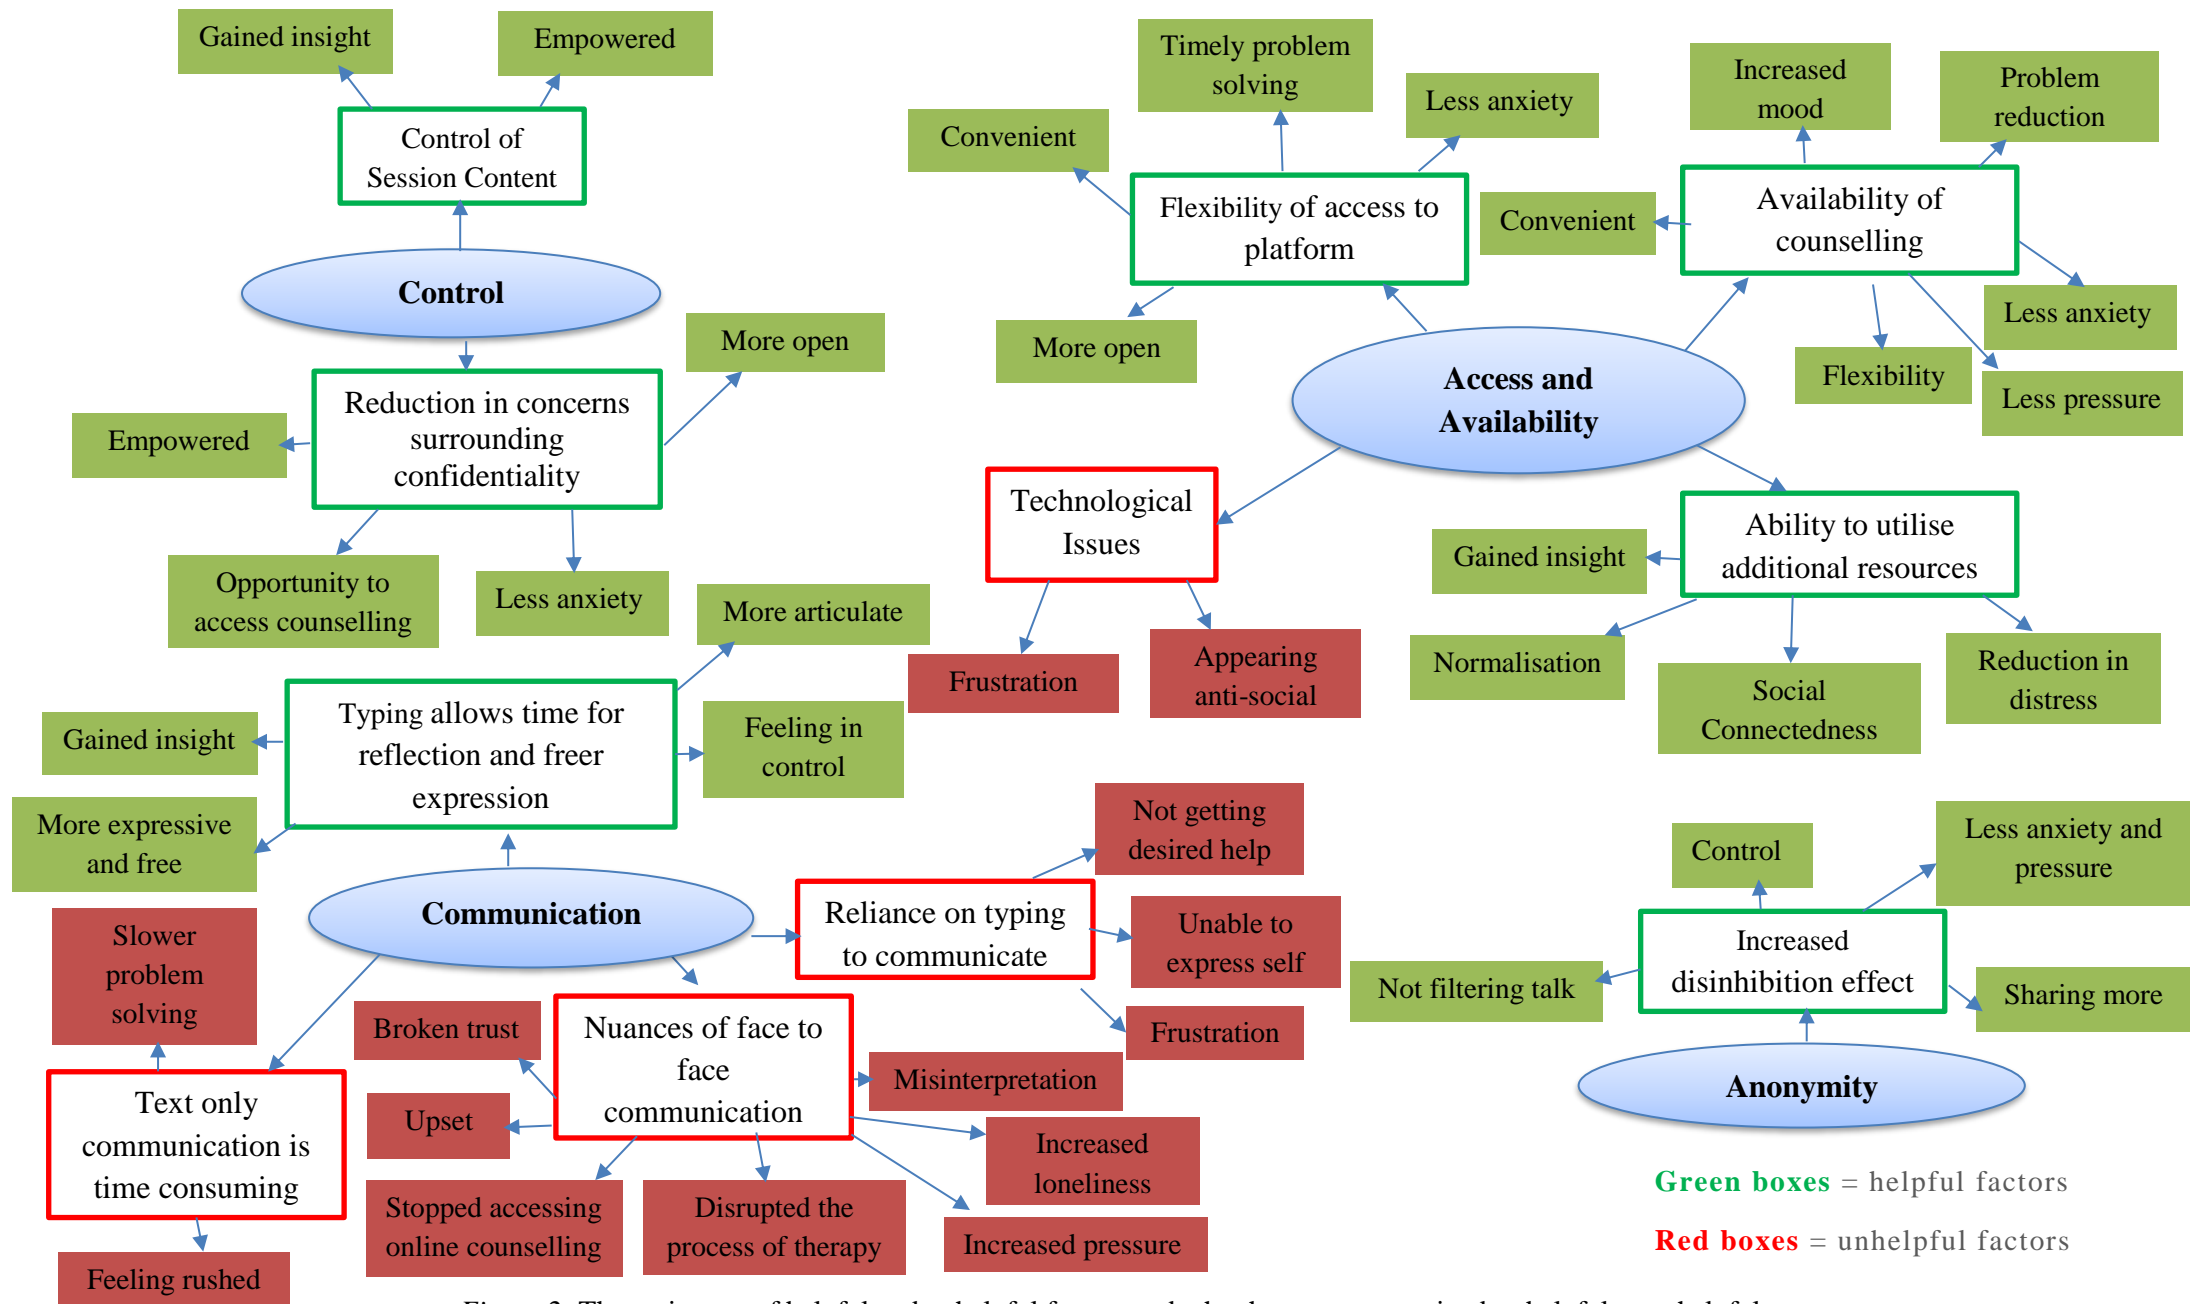 Gained insight
Empowered
Control of
Session Content
Control
More open
Reduction in concerns
surrounding
confidentiality
Empowered
Opportunity to
access counselling
Less anxiety
Timely problem
solving
Convenient
Less anxiety
Flexibility of access to
platform
More open
Increased
mood
Problem
reduction
Availability of
counselling
Convenient
Less anxiety
Flexibility
Less pressure
Access and
Availability
Technological
Issues
Frustration
Appearing
anti-social
Ability to utilise
additional resources
Gained insight
Normalisation
Social
Connectedness
Reduction in
distress
More articulate
Typing allows time for
reflection and freer
expression
Gained insight
Feeling in
control
More expressive
and free
Communication
Slower
problem
solving
Text only
communication is
time consuming
Feeling rushed
Not getting
desired help
Reliance on typing
to communicate
Unable to
express self
Frustration
Broken trust
Nuances of face to
face
communication
Misinterpretation
Upset
Increased
loneliness
Stopped accessing
online counselling
Disrupted the
process of therapy
Increased pressure
Control
Less anxiety and
pressure
Increased
disinhibition effect
Not filtering talk
Sharing more
Anonymity
Green boxes = helpful factors
Red boxes = unhelpful factors